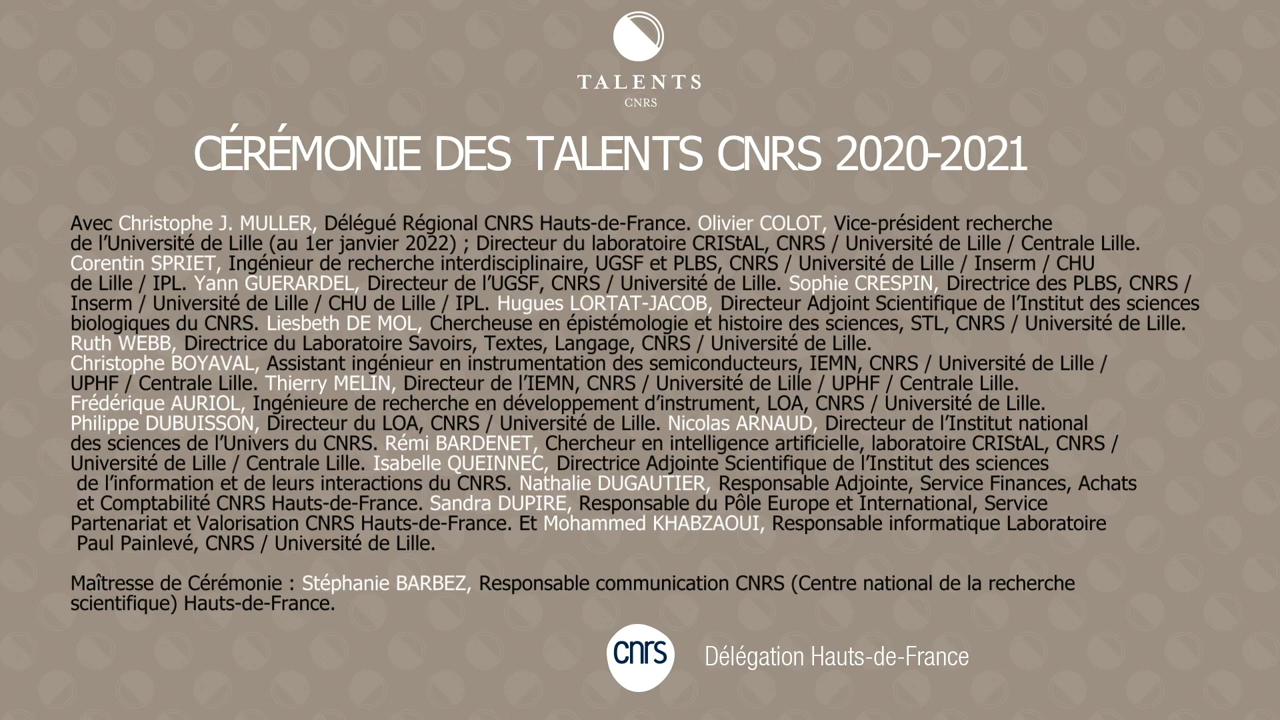 TALENTS
CNRS
CÉRÉMONIE DES TALENTS CNRS 2020-2021
Avec Christophe J. MULLER, Délégué Régional CNRS Hauts-de-France. Olivier COLOT, Vice-président recherche
de l'Université de Lille (au 1er janvier 2022) ; Directeur du laboratoire CRIStAL, CNRS / Université de Lille / Centrale Lille.
Corentin SPRIET, Ingénieur de recherche interdisciplinaire, UGSF et PLBS, CNRS / Université de Lille / Inserm / CHU
de Lille / IPL. Yann GUERARDEL, Directeur de l'UGSF, CNRS / Université de Lille. Sophie CRESPIN, Directrice des PLBS, CNRS /
Inserm / Université de Lille / CHU de Lille / IPL. Hugues LORTAT-JACOB, Directeur Adjoint Scientifique de l'Institut des sciences
biologiques du CNRS. Liesbeth DE MOL, Chercheuse en épistémologie et histoire des sciences, STL, CNRS / Université de Lille.
Ruth WEBB, Directrice du Laboratoire Savoirs, Textes, Langage, CNRS / Université de Lille.
Christophe BOYAVAL, Assistant ingénieur en instrumentation des semiconducteurs, IEMN, CNRS / Université de Lille /
UPHF / Centrale Lille. Thierry MELIN, Directeur de l'IEMN, CNRS / Université de Lille / UPHF / Centrale Lille.
Frédérique AURIOL, Ingénieure de recherche en développement d'instrument, LOA, CNRS / Université de Lille.
Philippe DUBUISSON, Directeur du LOA, CNRS / Université de Lille. Nicolas ARNAUD, Directeur de l'Institut national
des sciences de l'Univers du CNRS. Rémi BARDENET, Chercheur en intelligence artificielle, laboratoire CRIStAL, CNRS /
Université de Lille / Centrale Lille. Isabelle QUEINNEC, Directrice Adjointe Scientifique de l'Institut des sciences
de l'information et de leurs interactions du CNRS. Nathalie DUGAUTIER, Responsable Adjointe, Service Finances, Achats
et Comptabilité CNRS Hauts-de-France. Sandra DUPIRE, Responsable du Pôle Europe et International, Service
Partenariat et Valorisation CNRS Hauts-de-France. Et Mohammed KHABZAOUI, Responsable informatique Laboratoire
Paul Painlevé, CNRS / Université de Lille.
Maîtresse de Cérémonie : Stéphanie BARBEZ, Responsable communication CNRS (Centre national de la recherche
scientifique) Hauts-de-France.
cnrs Délégation Hauts-de-France